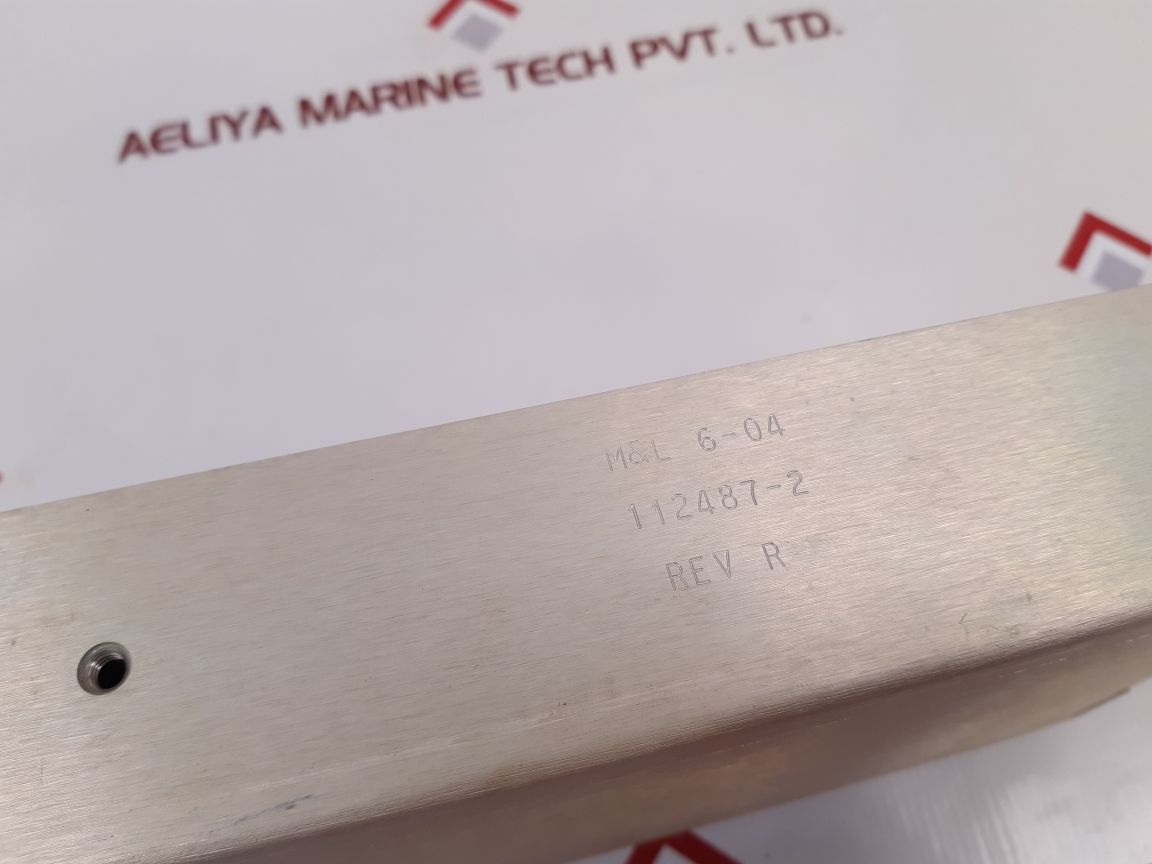 AELIYA MARINE TECH PVT. LTD.
M&L 6-04
112487-2
REV R